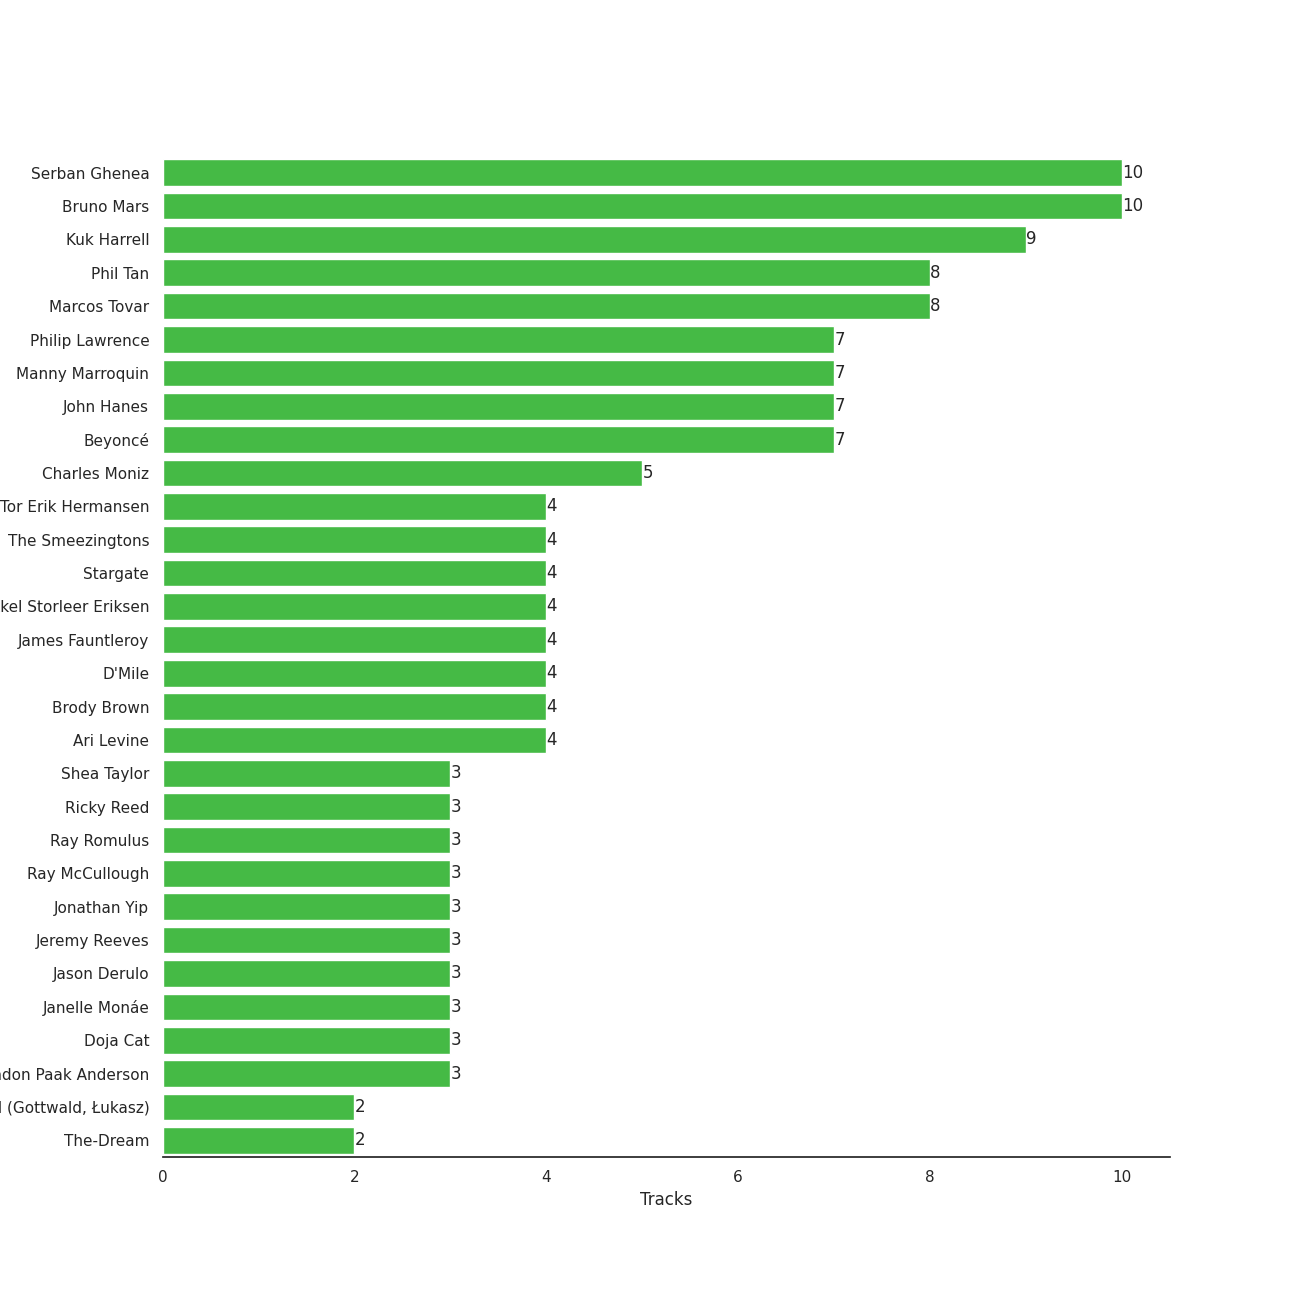 Serban Ghenea 10
Bruno Mars 10
Kuk Harrell 9
Phil Tan 8
Marcos Tovar 8
Philip Lawrence 7
Manny Marroquin 7
John Hanes 7
Beyoncé 7
Charles Moniz 5
Tor Erik Hermansen 4
The Smeezingtons 4
Stargate 4
kel Storleer Eriksen 4
James Fauntleroy 4
D'Mile 4
Brody Brown 4
Ari Levine 4
Shea Taylor 3
Ricky Reed 3
Ray Romulus 3
Ray McCullough 3
Jonathan Yip 3
Jeremy Reeves 3
Jason Derulo 3
Janelle Monáe 3
Doja Cat 3
don Paak Anderson 3
(Gottwald, Łukasz) 2
The-Dream 2
0 2 4 6 8 10
Tracks